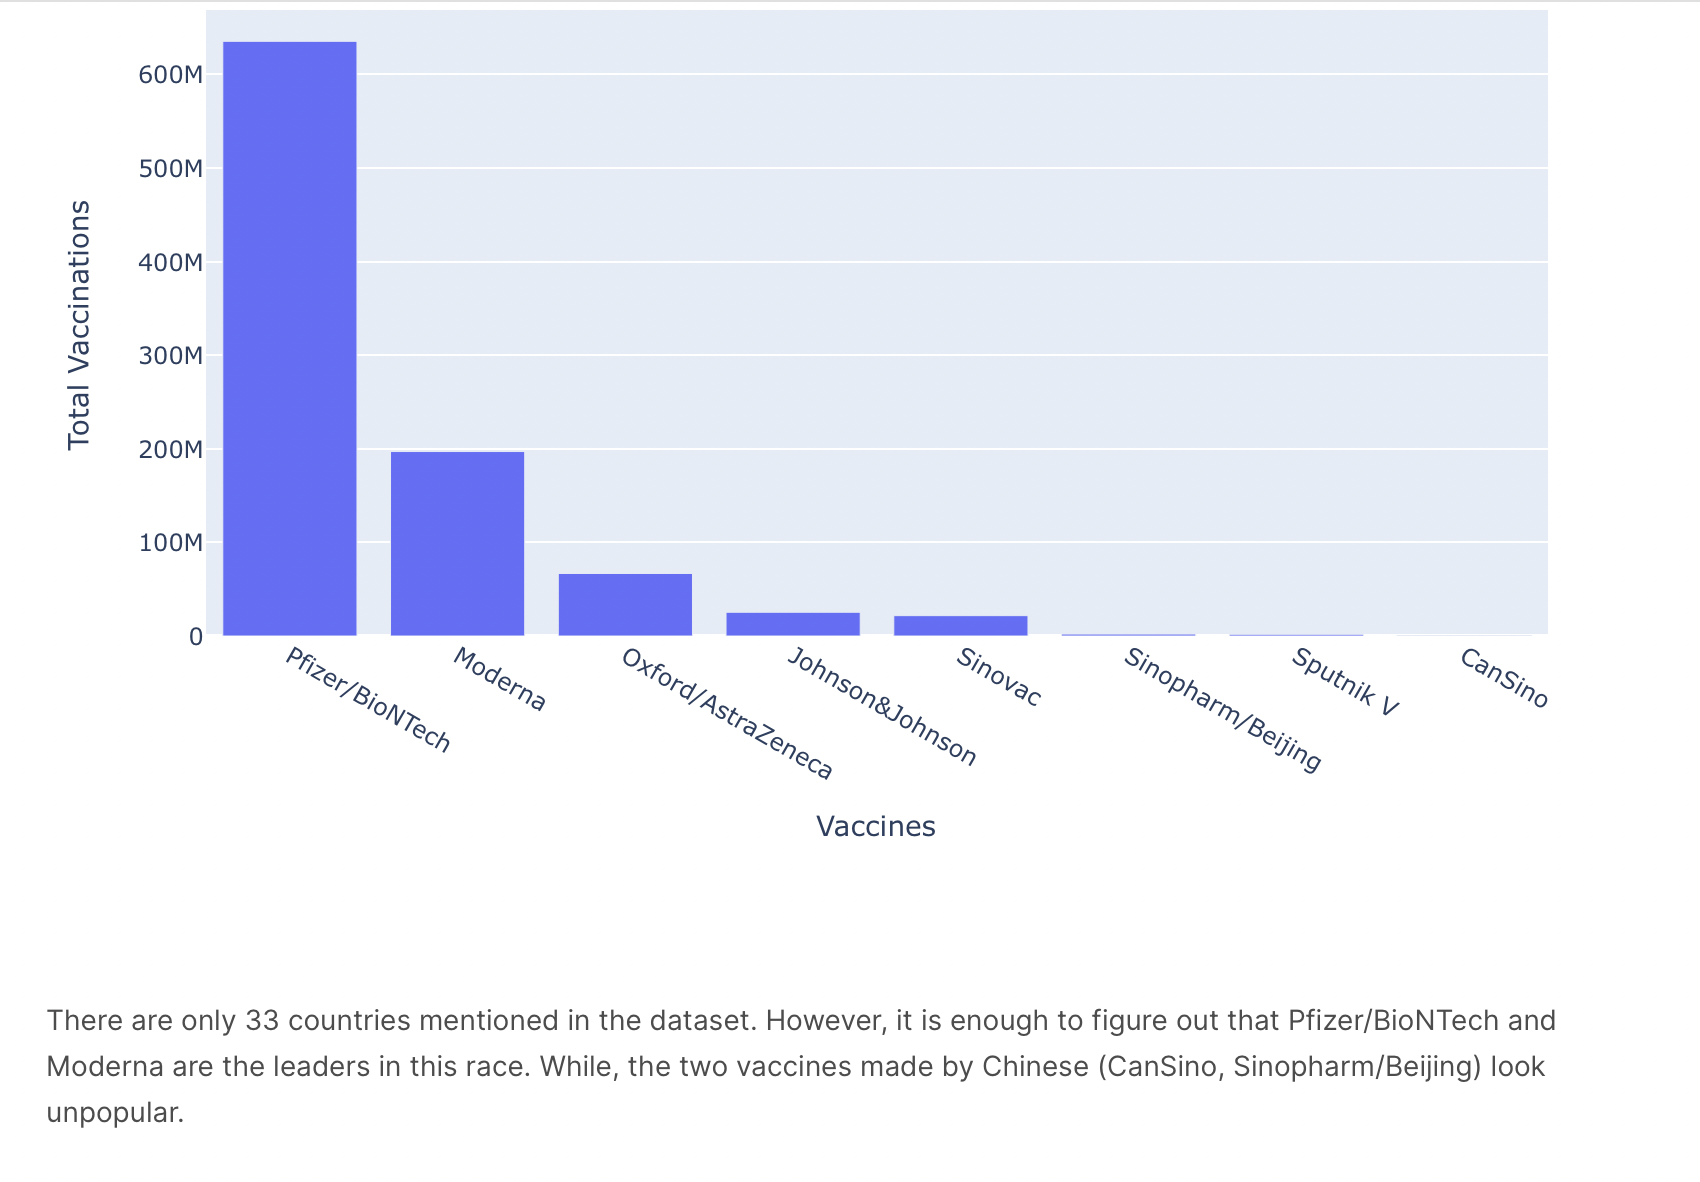 600M
500M
400M
300M
200M
100M
0
Total Vaccinations
Pfizer/BioNTech
Moderna
Oxford/AstraZeneca
Johnson&Johnson
Sinovac
Sinopharm/Beijing
Sputnik V
CanSino
Vaccines
There are only 33 countries mentioned in the dataset. However, it is enough to figure out that Pfizer/BioNTech and
Moderna are the leaders in this race. While, the two vaccines made by Chinese (CanSino, Sinopharm/Beijing) look
unpopular.